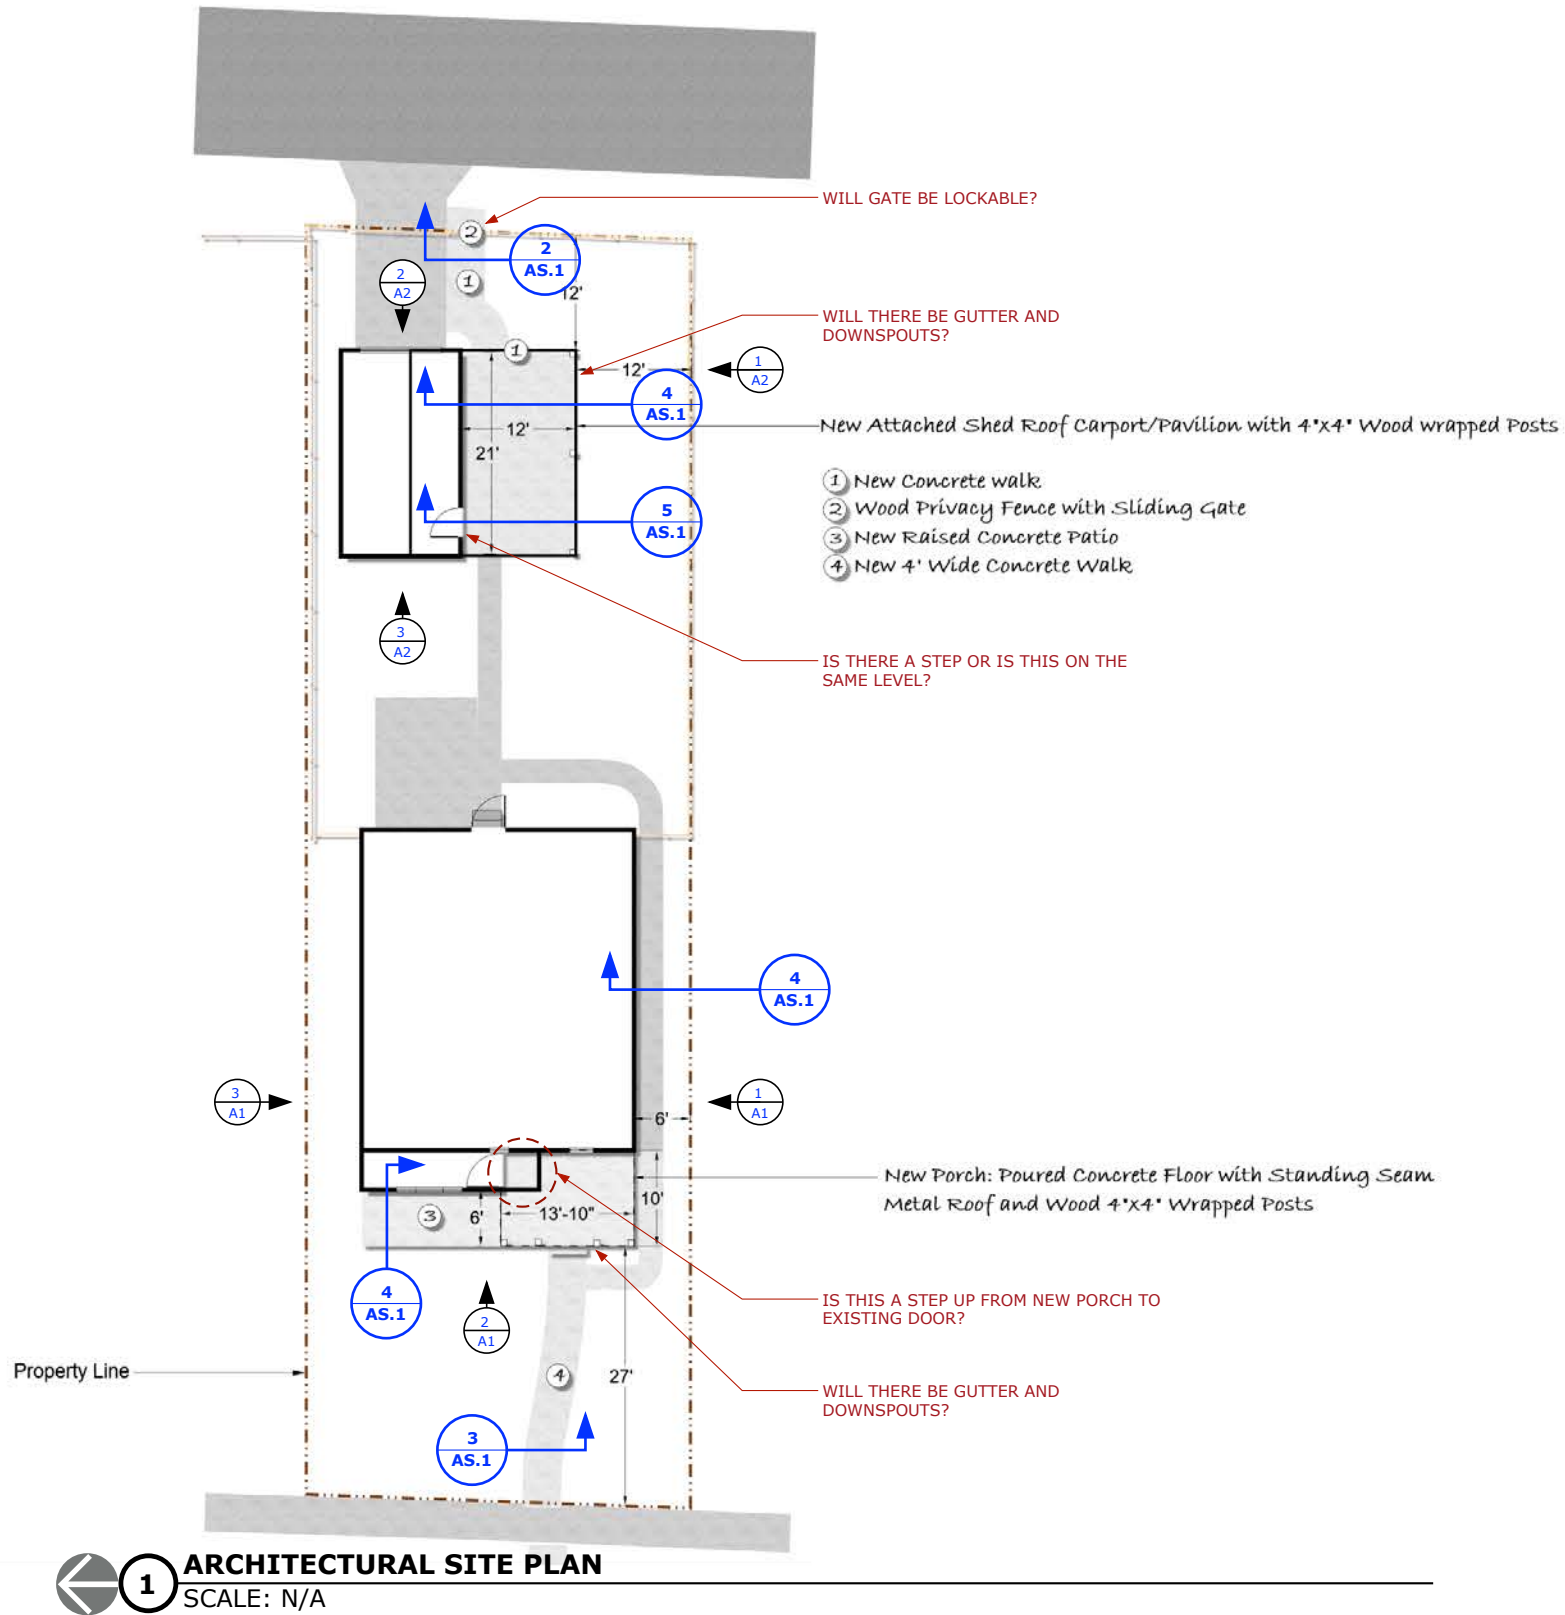 WILL GATE BE LOCKABLE?
2
2
AS.1
2
A2
1
12'
WILL THERE BE GUTTER AND
DOWNSPOUTS?
1
12'
1
A2
4
AS.1
12'
New Attached Shed Roof Carport/Pavilion with 4"x4" Wood wrapped Posts
21'
1 New Concrete walk
2 Wood Privacy Fence with Sliding Gate
3 New Raised Concrete Patio
4 New 4' Wide Concrete Walk
5
AS.1
3
A2
IS THERE A STEP OR IS THIS ON THE
SAME LEVEL?
4
AS.1
3
A1
1
A1
6'
New Porch: Poured Concrete Floor with Standing Seam
Metal Roof and Wood 4"x4" Wrapped Posts
10'
3
6'
13'-10"
4
AS.1
2
A1
IS THIS A STEP UP FROM NEW PORCH TO
EXISTING DOOR?
Property Line
4
27'
WILL THERE BE GUTTER AND
DOWNSPOUTS?
3
AS.1
1
ARCHITECTURAL SITE PLAN
SCALE: N/A